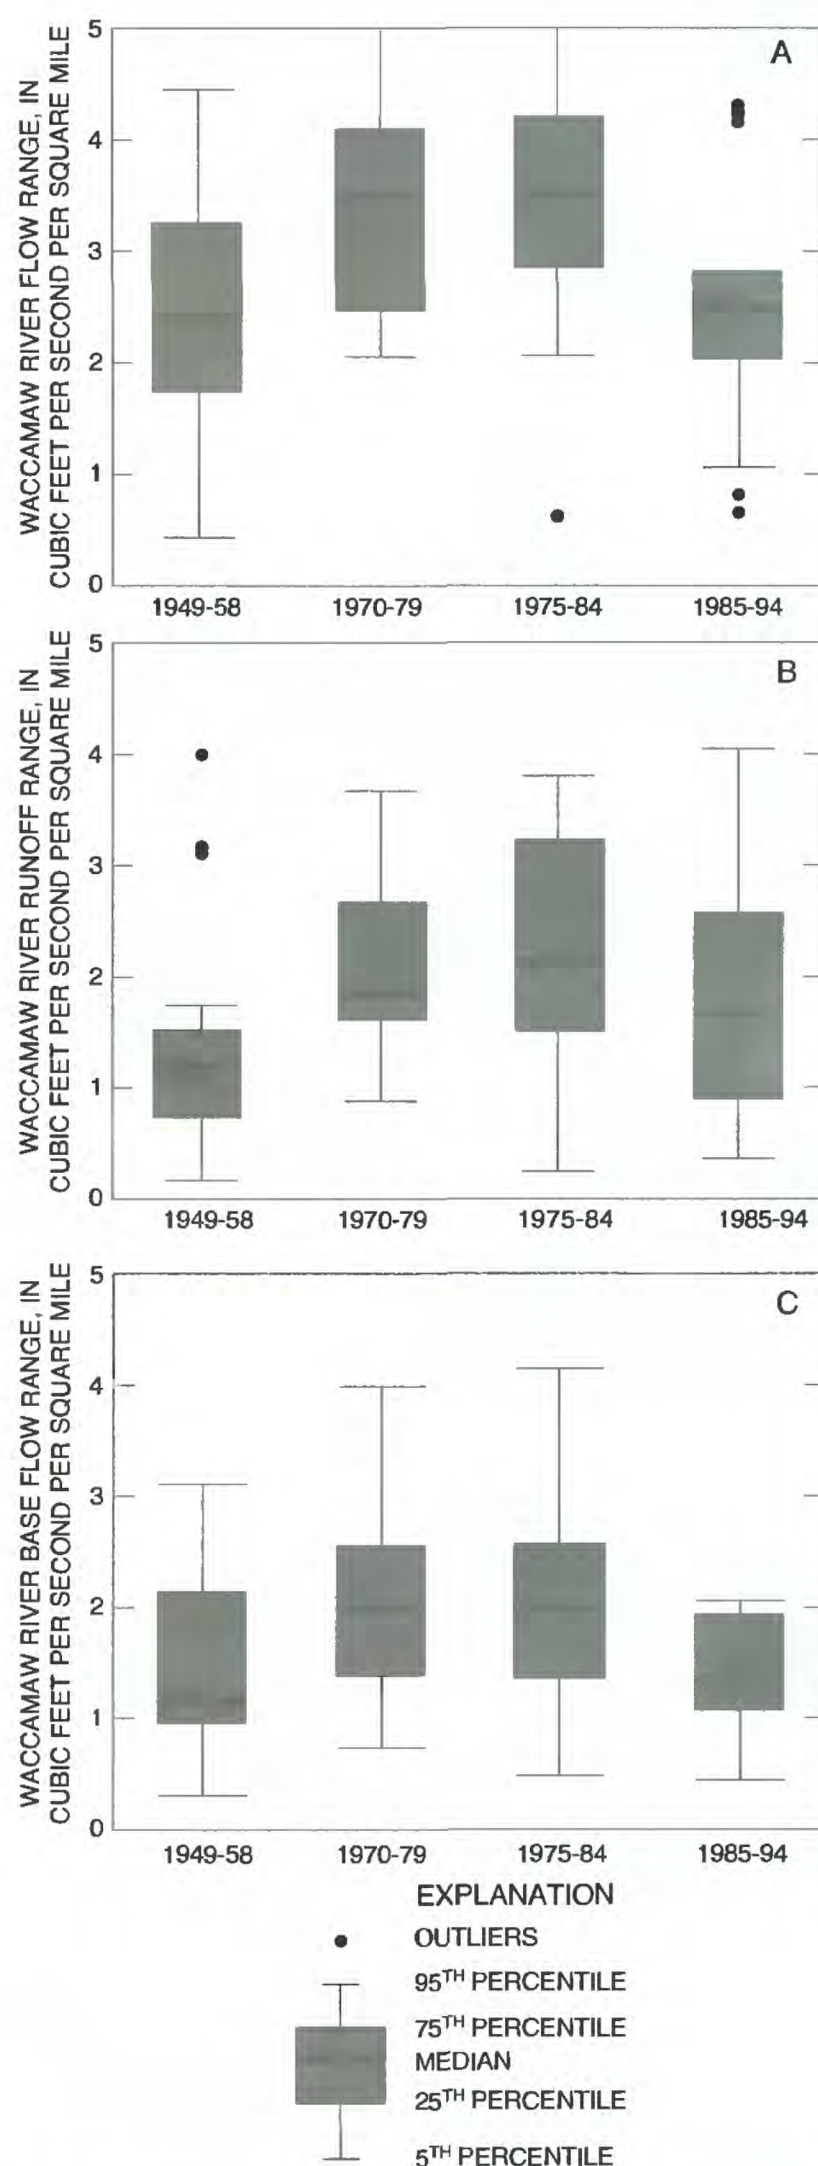 WACCAMAW RIVER FLOW RANGE, IN
CUBIC FEET PER SECOND PER SQUARE MILE
A
5
4
3
2
1
0
1949-58 1970-79 1975-84 1985-94
WACCAMAW RIVER RUNOFF RANGE, IN
CUBIC FEET PER SECOND PER SQUARE MILE
B
5
4
3
2
1
0
1949-58 1970-79 1975-84 1985-94
WACCAMAW RIVER BASE FLOW RANGE, IN
CUBIC FEET PER SECOND PER SQUARE MILE
C
5
4
3
2
1
0
1949-58 1970-79 1975-84 1985-94
EXPLANATION
OUTLIERS
95TH PERCENTILE
75TH PERCENTILE
MEDIAN
25TH PERCENTILE
5TH PERCENTILE